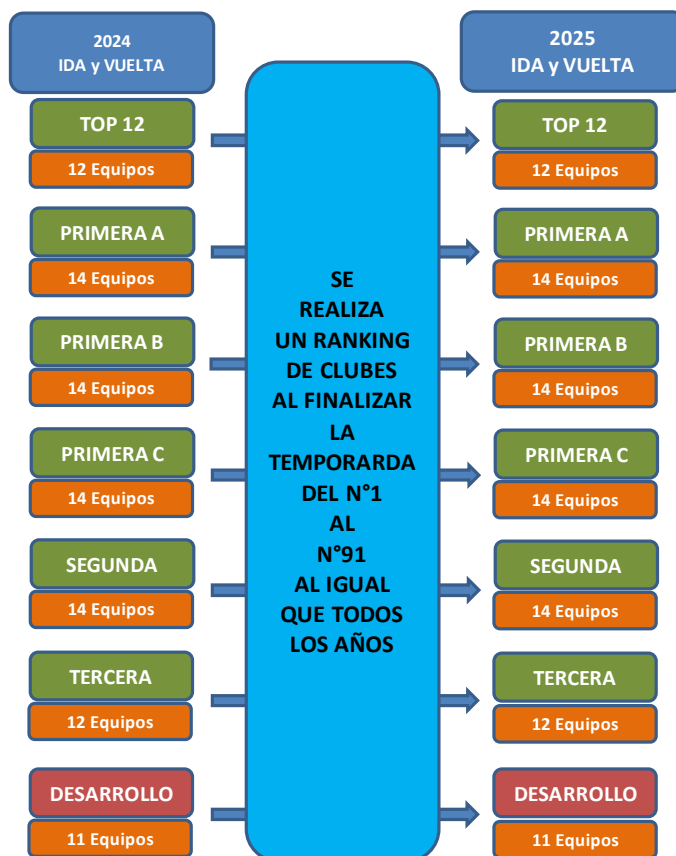 2024
IDA y VUELTA
TOP 12
12 Equipos
PRIMERA A
14 Equipos
PRIMERA B
14 Equipos
PRIMERA C
14 Equipos
SEGUNDA
14 Equipos
TERCERA
12 Equipos
DESARROLLO
11 Equipos
SE
REALIZA
UN RANKING
DE CLUBES
AL FINALIZAR
LA
TEMPORARDA
DEL N°1
AL
N°91
AL IGUAL
QUE TODOS
LOS AÑOS
2025
IDA y VUELTA
TOP 12
12 Equipos
PRIMERA A
14 Equipos
PRIMERA B
14 Equipos
PRIMERA C
14 Equipos
SEGUNDA
14 Equipos
TERCERA
12 Equipos
DESARROLLO
11 Equipos